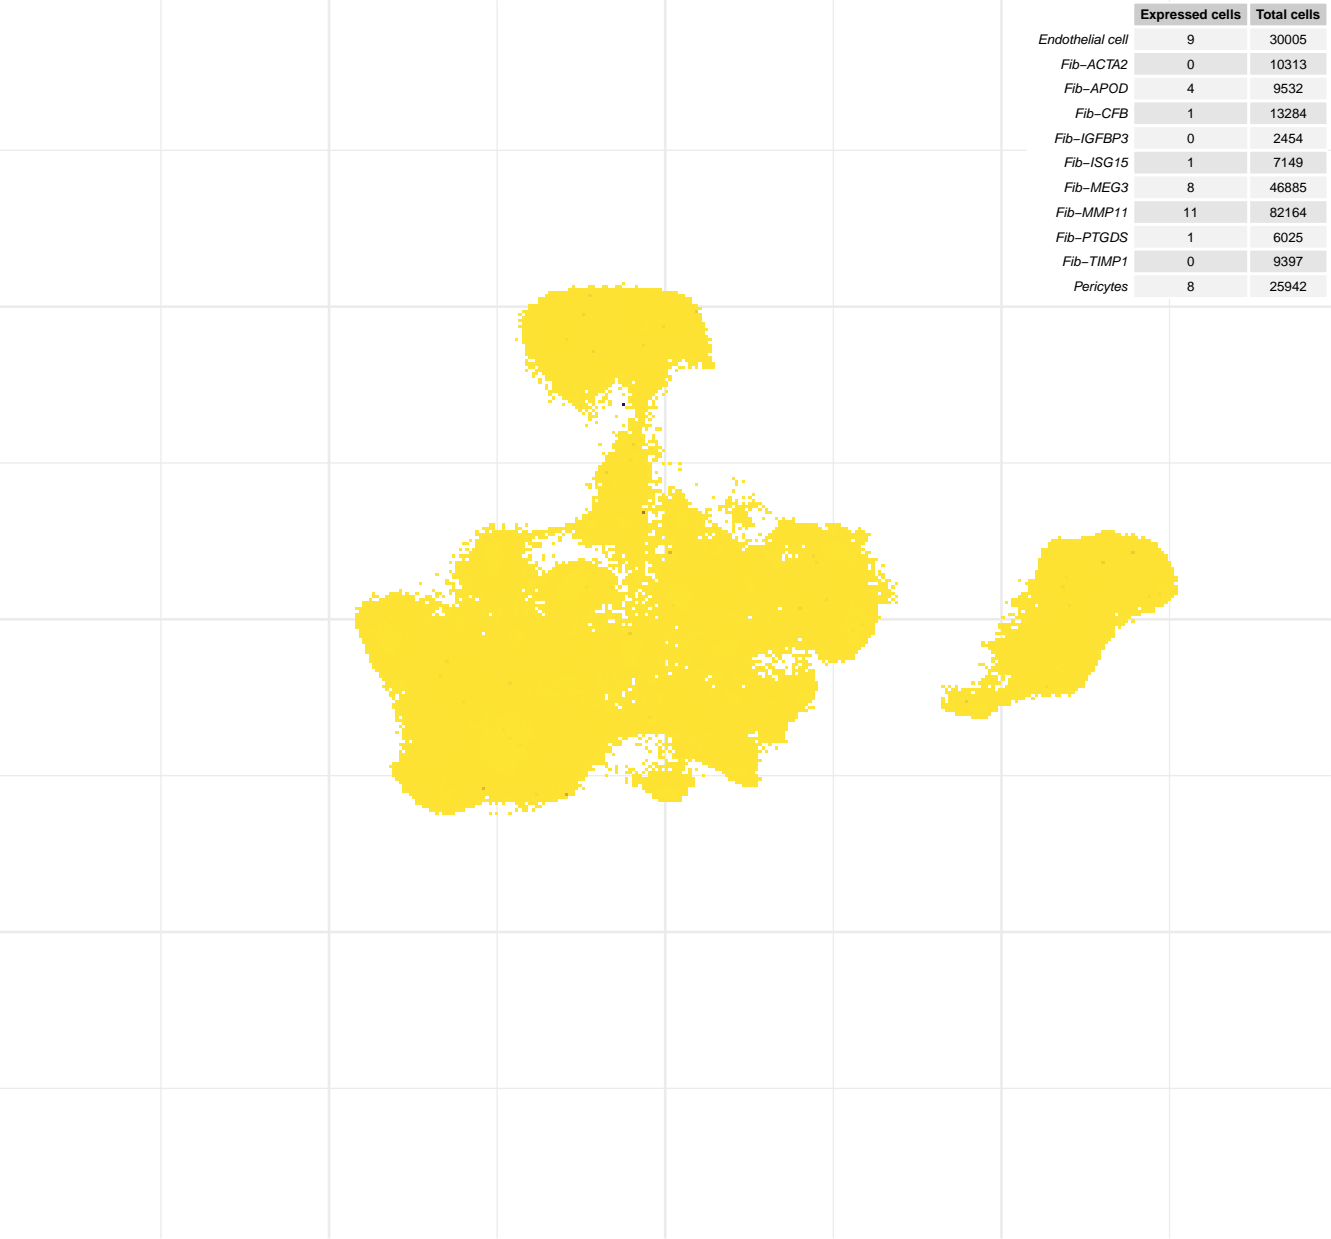 Expressed cells Total cells
Endothelial cell 9 30005
Fib−ACTA2 0 10313
Fib−APOD 4 9532
Fib−CFB 1 13284
Fib−IGFBP3 0 2454
Fib−ISG15 1 7149
Fib−MEG3 8 46885
Fib−MMP11 11 82164
Fib−PTGDS 1 6025
Fib−TIMP1 0 9397
Pericytes 8 25942